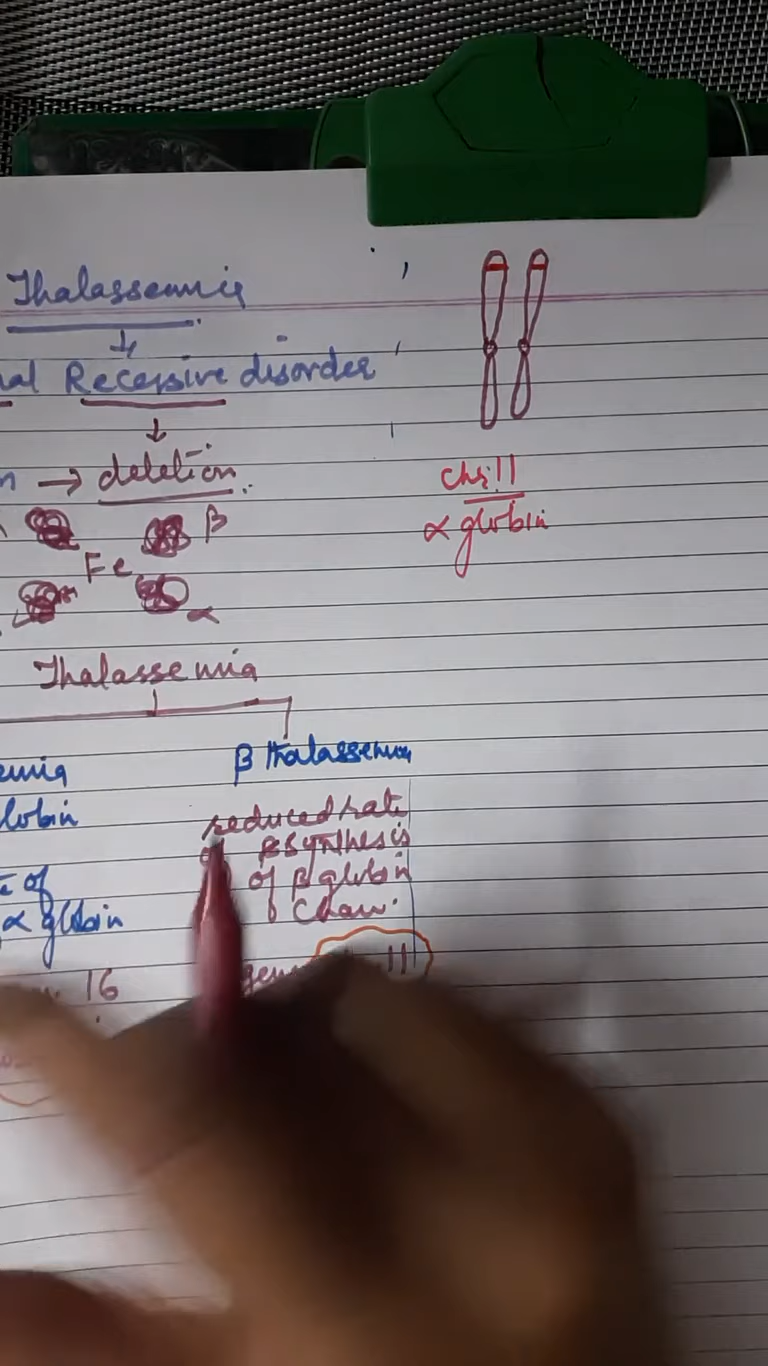 Thalassemia
↓
Recessive disorder
↓
→ deletion
β
Fe
α
chr. 11
α globin
Thalassemia
β thalassemia
reduced rate
of synthesis
of β globin
chain.
α globin
16
11